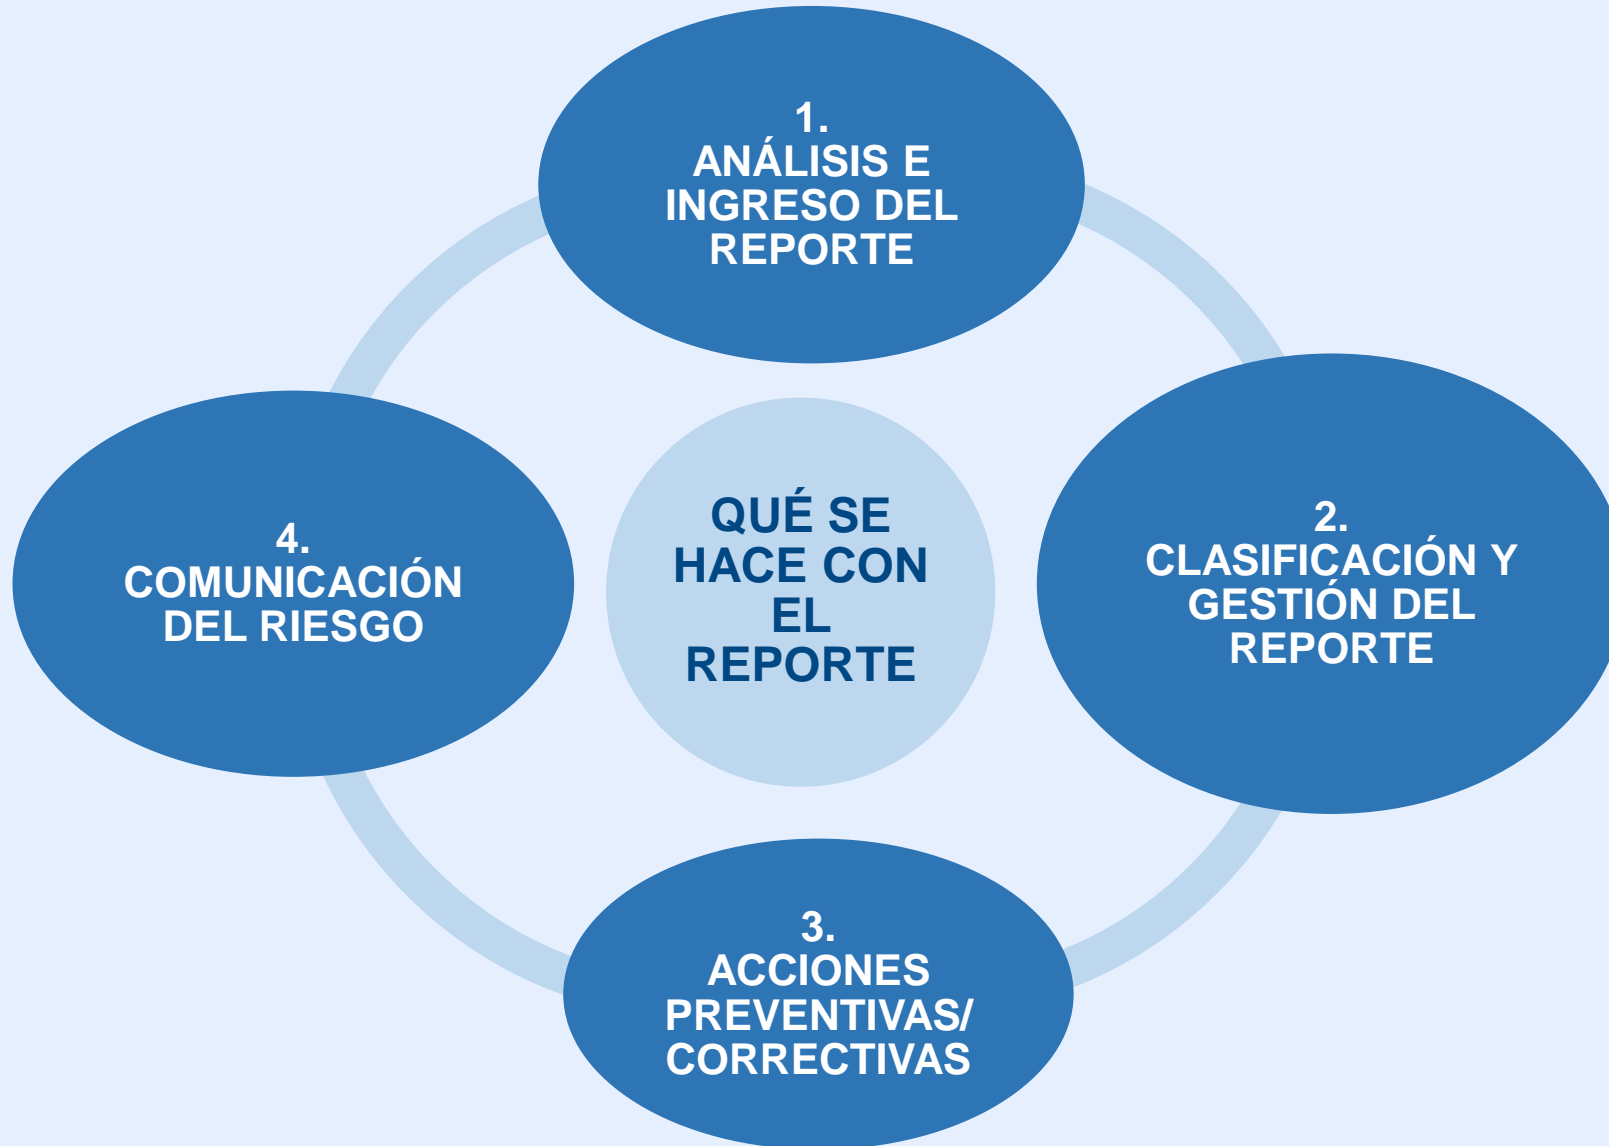 1.
ANÁLISIS E
INGRESO DEL
REPORTE
2.
CLASIFICACIÓN Y
GESTIÓN DEL
REPORTE
3.
ACCIONES
PREVENTIVAS/
CORRECTIVAS
4.
COMUNICACIÓN
DEL RIESGO
QUÉ SE
HACE CON
EL
REPORTE